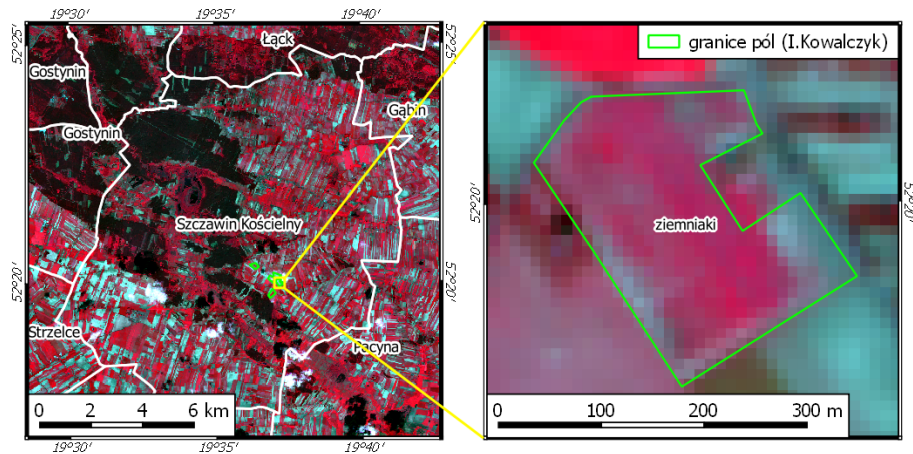 19°30' 19°35' 19°40'
52°25'
52°25'
Łąck
Gostynin
Gąbin
Gostynin
Szczawin Kościelny
52°20'
52°20'
Strzelce
Pacyna
0 2 4 6 km
19°30' 19°35' 19°40'
granice pól (I.Kowalczyk)
52°20'
52°20'
ziemniaki
0 100 200 300 m